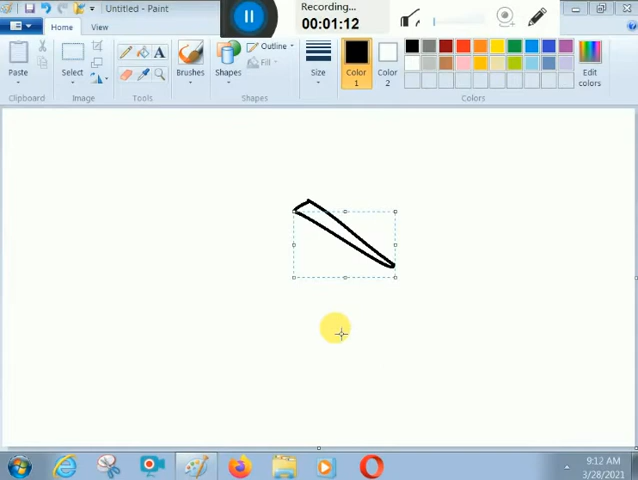 Recording...
00:01:12
Untitled - Paint
Home View
Paste
Select
Brushes
Shapes
Outline
Fill
Size
Color 1
Color 2
Edit colors
Clipboard Image Tools Shapes Colors
A
9:12 AM
3/28/2021